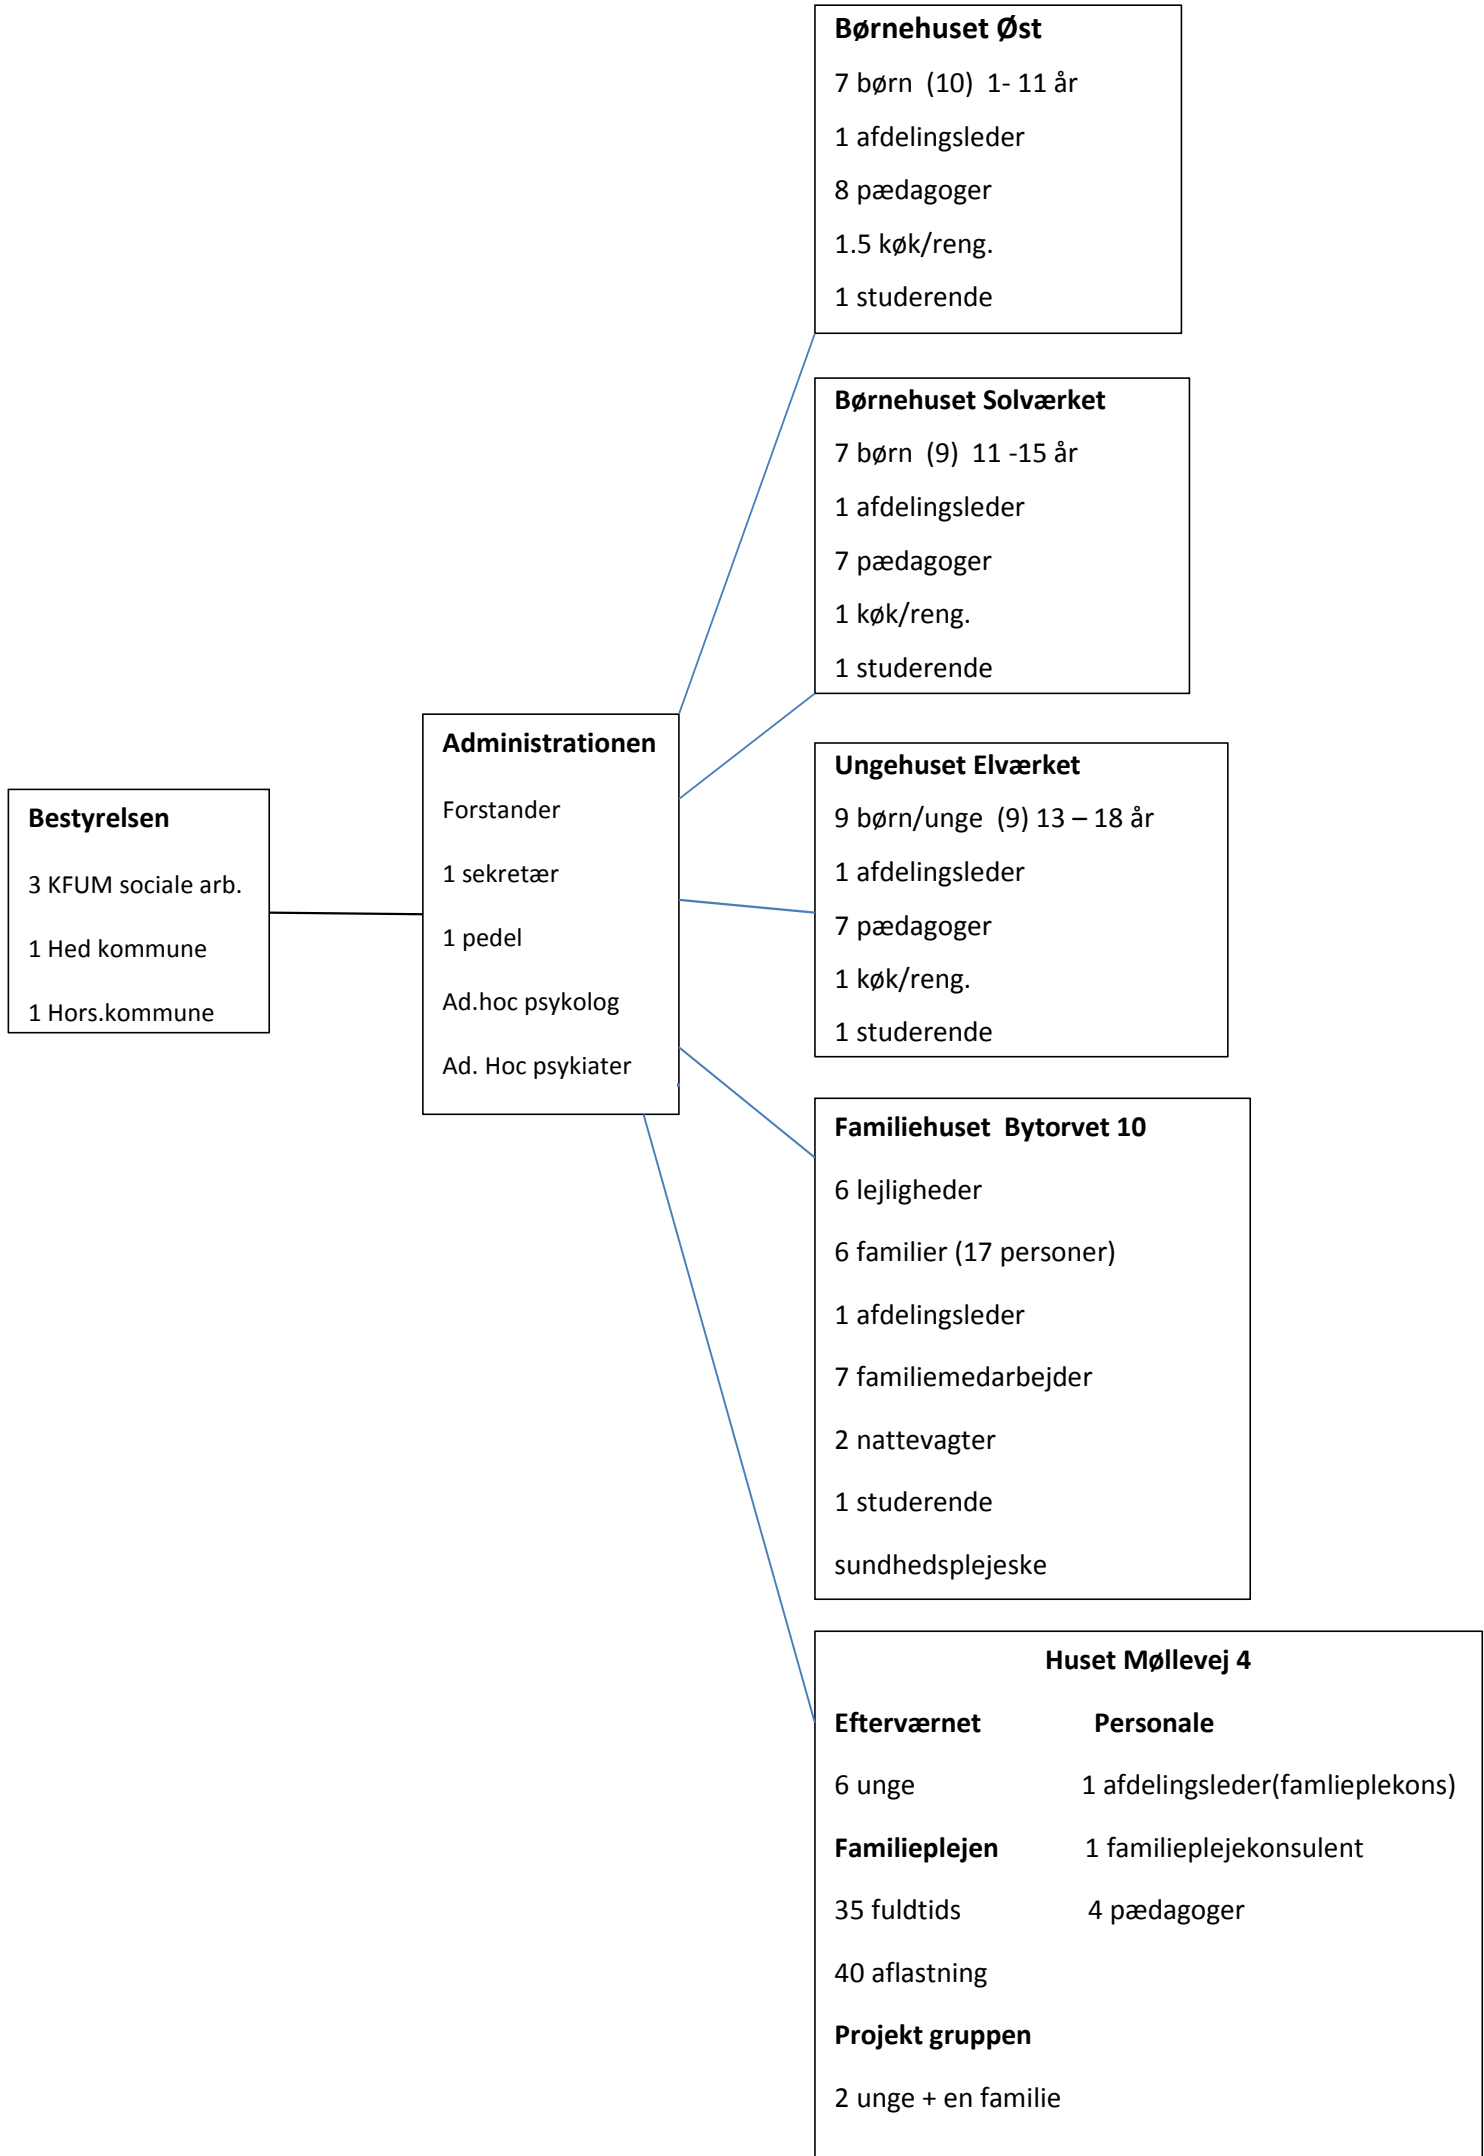 Bestyrelsen
3 KFUM sociale arb.
1 Hed kommune
1 Hors.kommune
Administrationen
Forstander
1 sekretær
1 pedel
Ad.hoc psykolog
Ad. Hoc psykiater
Børnehuset Øst
7 børn (10) 1- 11 år
1 afdelingsleder
8 pædagoger
1.5 køk/reng.
1 studerende
Børnehuset Solværket
7 børn (9) 11 -15 år
1 afdelingsleder
7 pædagoger
1 køk/reng.
1 studerende
Ungehuset Elværket
9 børn/unge (9) 13 – 18 år
1 afdelingsleder
7 pædagoger
1 køk/reng.
1 studerende
Familiehuset Bytorvet 10
6 lejligheder
6 familier (17 personer)
1 afdelingsleder
7 familiemedarbejder
2 nattevagter
1 studerende
sundhedsplejeske
Huset Møllevej 4
Efterværnet Personale
6 unge 1 afdelingsleder(famlieplekons)
Familieplejen 1 familieplejekonsulent
35 fuldtids 4 pædagoger
40 aflastning
Projekt gruppen
2 unge + en familie